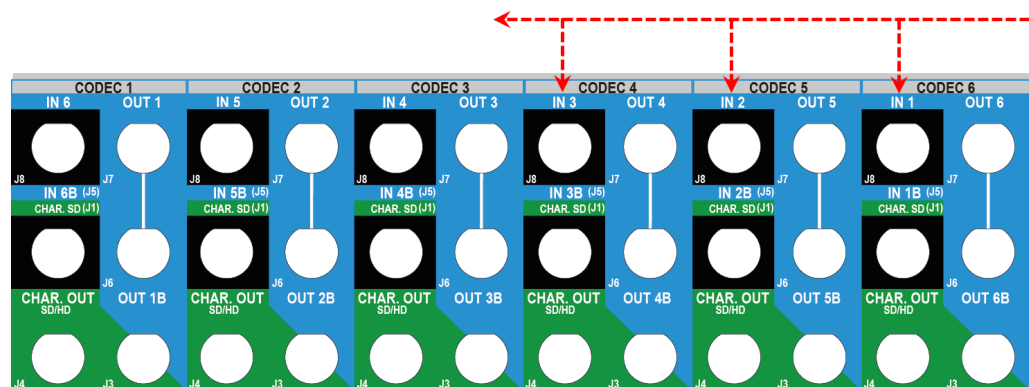 CODEC 1 CODEC 2 CODEC 3 CODEC 4 CODEC 5 CODEC 6
IN 6 OUT 1 IN 5 OUT 2 IN 4 OUT 3 IN 3 OUT 4 IN 2 OUT 5 IN 1 OUT 6
J8 J7 J8 J7 J8 J7 J8 J7 J8 J7 J8 J7
IN 6B (J5) IN 5B (J5) IN 4B (J5) IN 3B (J5) IN 2B (J5) IN 1B (J5)
CHAR. SD (J1) CHAR. SD (J1) CHAR. SD (J1) CHAR. SD (J1) CHAR. SD (J1) CHAR. SD (J1)
J6 J6 J6 J6 J6 J6
CHAR. OUT OUT 1B CHAR. OUT OUT 2B CHAR. OUT OUT 3B CHAR. OUT OUT 4B CHAR. OUT OUT 5B CHAR. OUT OUT 6B
SD/HD SD/HD SD/HD SD/HD SD/HD SD/HD
J4 J3 J4 J3 J4 J3 J4 J3 J4 J3 J4 J3